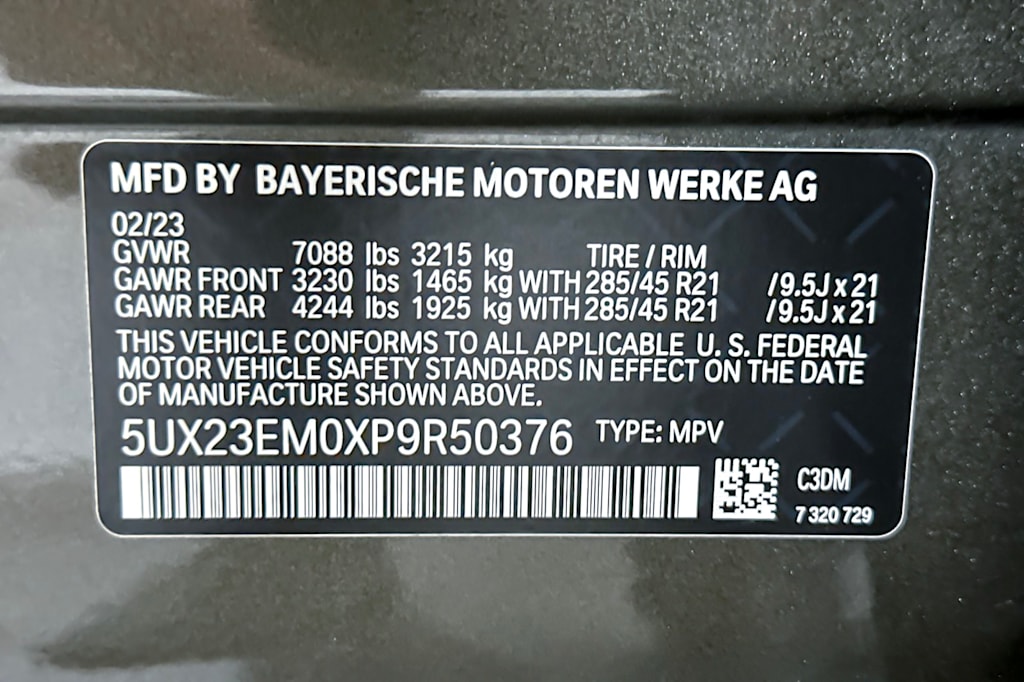 MFD BY BAYERISCHE MOTOREN WERKE AG
02/23
GVWR 7088 lbs 3215 kg TIRE / RIM
GAWR FRONT 3230 lbs 1465 kg WITH 285/45 R21 /9.5J x 21
GAWR REAR 4244 lbs 1925 kg WITH 285/45 R21 /9.5J x 21
THIS VEHICLE CONFORMS TO ALL APPLICABLE U. S. FEDERAL
MOTOR VEHICLE SAFETY STANDARDS IN EFFECT ON THE DATE
OF MANUFACTURE SHOWN ABOVE.
5UX23EM0XP9R50376 TYPE: MPV
C3DM
7 320 729